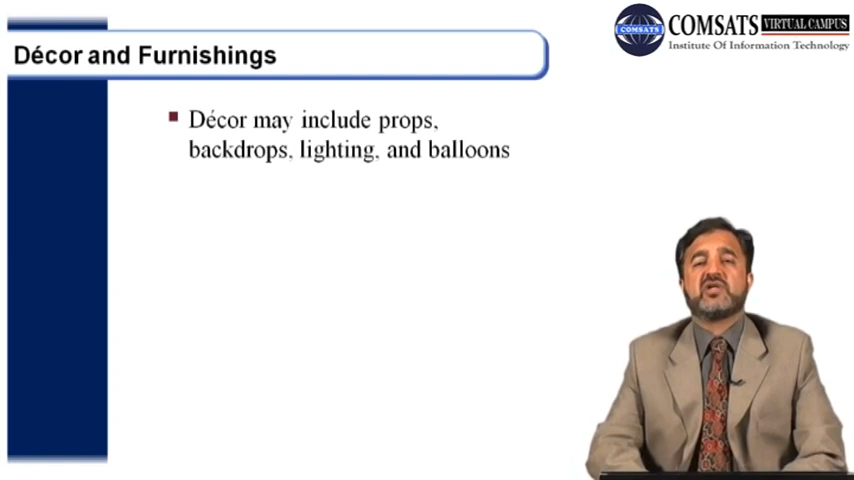 COMSATS VIRTUAL CAMPUS
COMSATS
Institute Of Information Technology
Décor and Furnishings
Décor may include props,
backdrops, lighting, and balloons